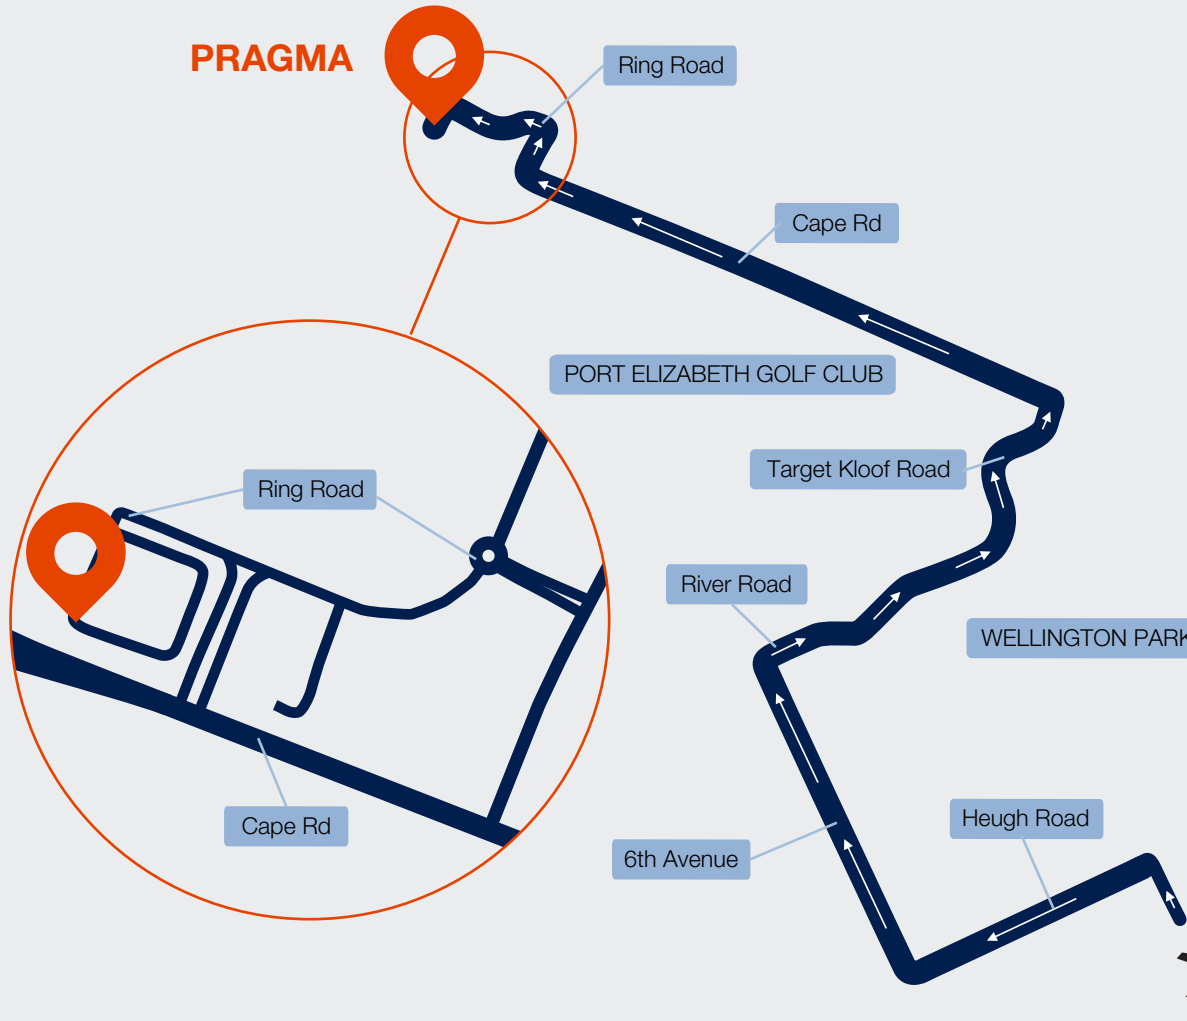 PRAGMA
Ring Road
Cape Rd
PORT ELIZABETH GOLF CLUB
Target Kloof Road
Ring Road
River Road
WELLINGTON PARK
Heugh Road
Cape Rd
6th Avenue